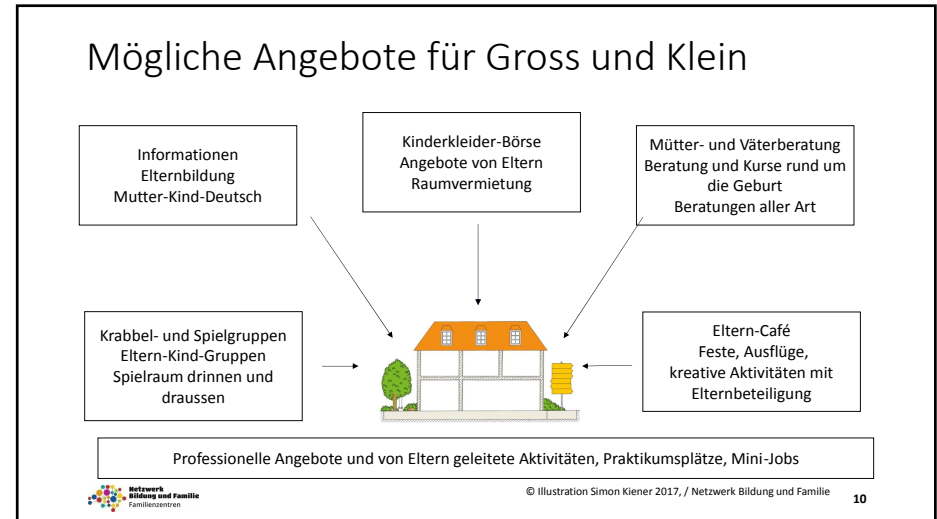 Mögliche Angebote für Gross und Klein
Informationen
Elternbildung
Mutter-Kind-Deutsch
Kinderkleider-Börse
Angebote von Eltern
Raumvermietung
Mütter- und Väterberatung
Beratung und Kurse rund um
die Geburt
Beratungen aller Art
Krabbel- und Spielgruppen
Eltern-Kind-Gruppen
Spielraum drinnen und
draussen
Eltern-Café
Feste, Ausflüge,
kreative Aktivitäten mit
Elternbeteiligung
Professionelle Angebote und von Eltern geleitete Aktivitäten, Praktikumsplätze, Mini-Jobs
Netzwerk
Bildung und Familie
Familienzentren
© Illustration Simon Kiener 2017, / Netzwerk Bildung und Familie
10